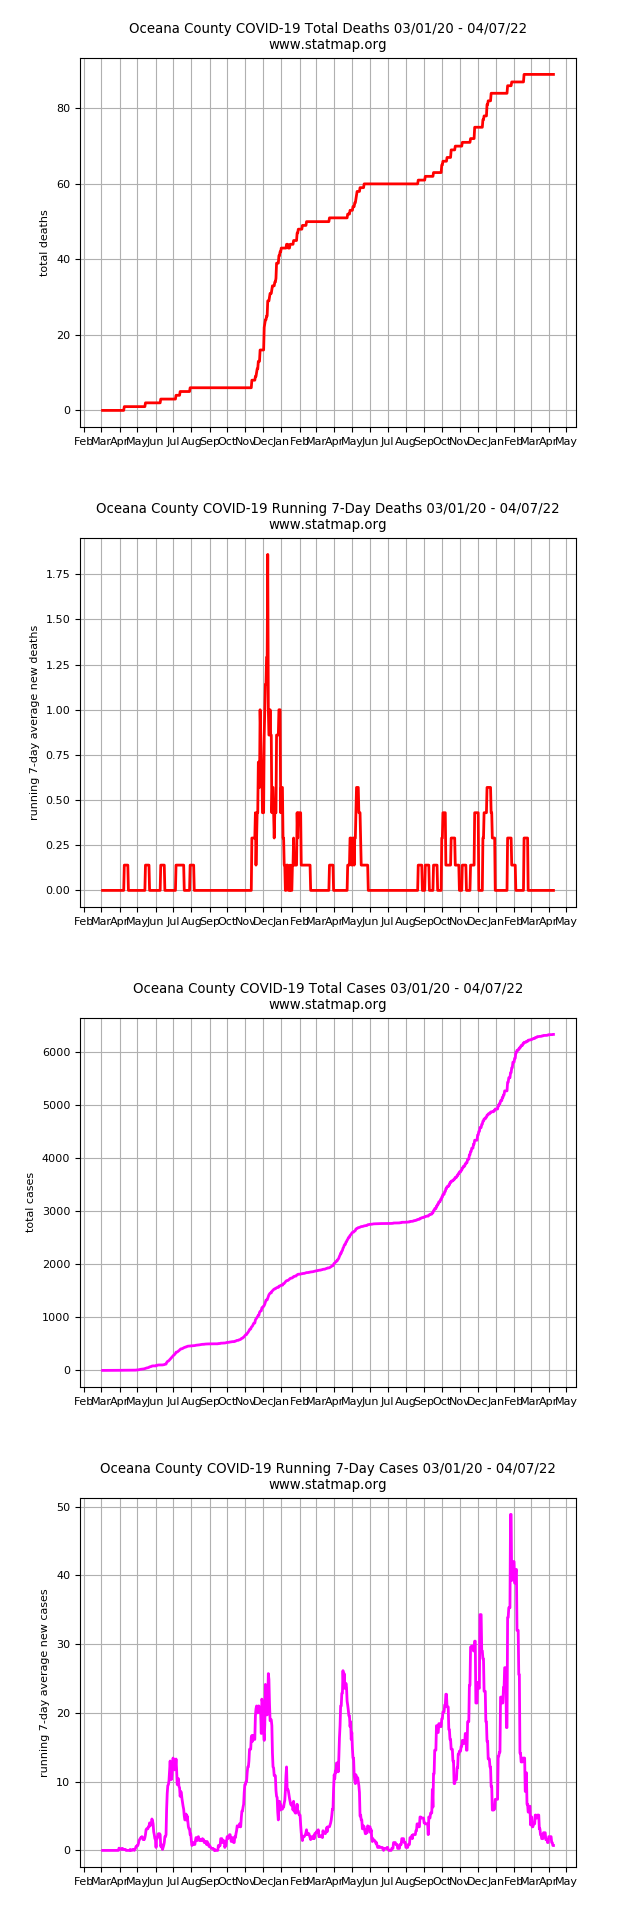 Oceana County COVID-19 Total Deaths 03/01/20 - 04/07/22
www.statmap.org
80
60
40
20
0
total deaths
Feb Mar Apr May Jun Jul Aug Sep Oct Nov Dec Jan Feb Mar Apr May Jun Jul Aug Sep Oct Nov Dec Jan Feb Mar Apr May
Oceana County COVID-19 Running 7-Day Deaths 03/01/20 - 04/07/22
www.statmap.org
1.75
1.50
1.25
1.00
0.75
0.50
0.25
0.00
running 7-day average new deaths
Feb Mar Apr May Jun Jul Aug Sep Oct Nov Dec Jan Feb Mar Apr May Jun Jul Aug Sep Oct Nov Dec Jan Feb Mar Apr May
Oceana County COVID-19 Total Cases 03/01/20 - 04/07/22
www.statmap.org
6000
5000
4000
3000
2000
1000
0
total cases
Feb Mar Apr May Jun Jul Aug Sep Oct Nov Dec Jan Feb Mar Apr May Jun Jul Aug Sep Oct Nov Dec Jan Feb Mar Apr May
Oceana County COVID-19 Running 7-Day Cases 03/01/20 - 04/07/22
www.statmap.org
50
40
30
20
10
0
running 7-day average new cases
Feb Mar Apr May Jun Jul Aug Sep Oct Nov Dec Jan Feb Mar Apr May Jun Jul Aug Sep Oct Nov Dec Jan Feb Mar Apr May